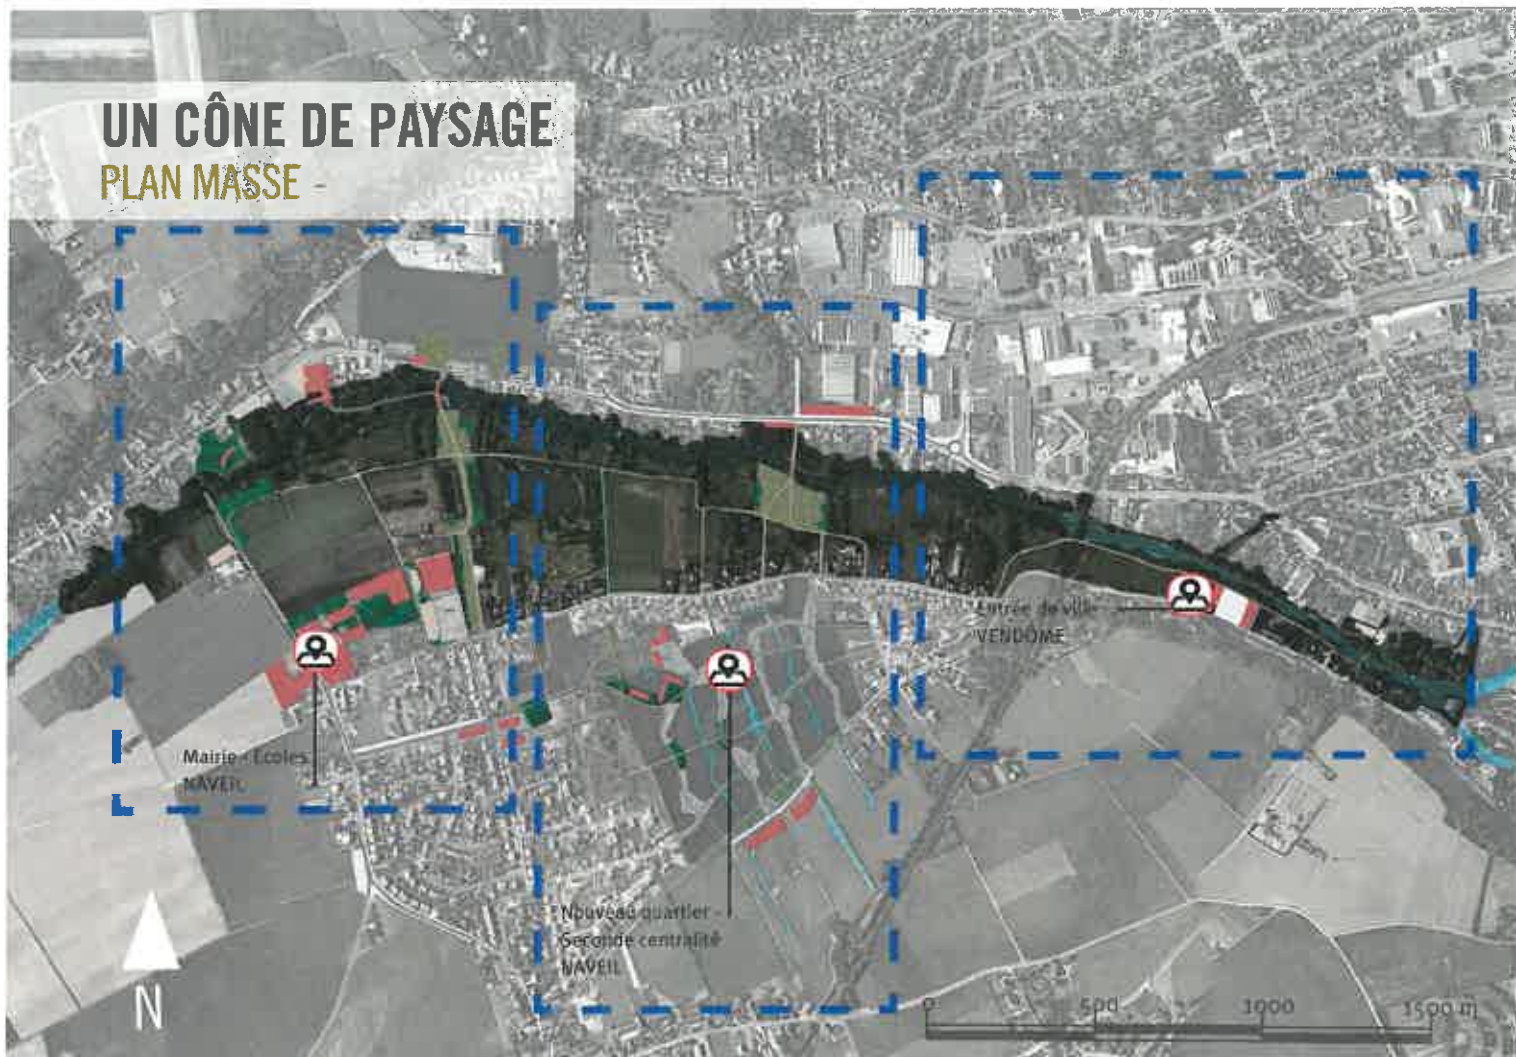 UN CÔNE DE PAYSAGE
PLAN MASSE -
Entrée de ville
VENDÔME
Mairie - Ecoles
NAVEIL
Nouveau quartier -
Seconde centralité
NAVEIL
N
0 500 1000 1500 m